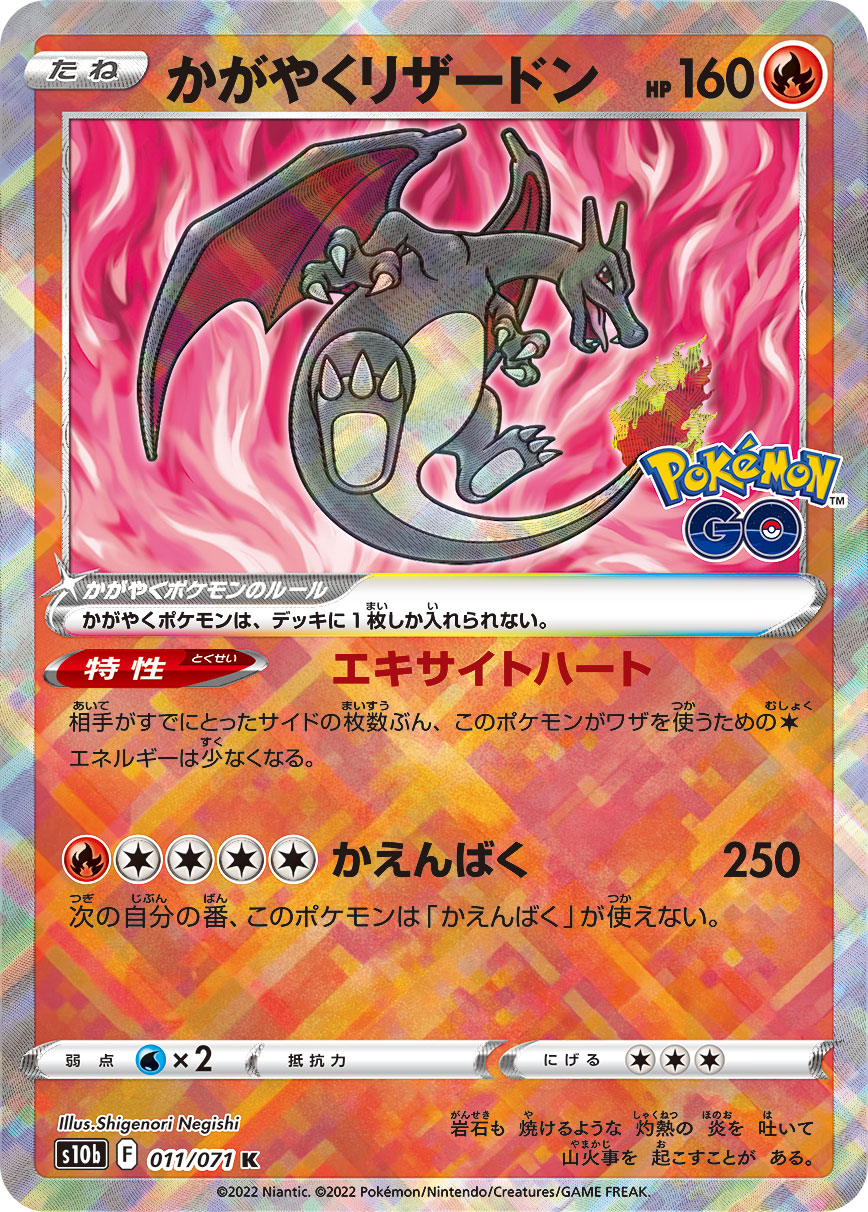 たね かがやくリザードン HP 160
POKÉMON™
GO
かがやくポケモンのルール
かがやくポケモンは、デッキに1枚しか入れられない。
特性 とくせい エキサイトハート
相手がすでにとったサイドの枚数ぶん、このポケモンがワザを使うための
エネルギーは少なくなる。
かえんばく 250
次の自分の番、このポケモンは「かえんばく」が使えない。
弱点 ×2 抵抗力 にげる
Illus.Shigenori Negishi
岩石も 焼けるような 灼熱の 炎を 吐いて
山火事を 起こすことが ある。
s10b F 011/071 K
©2022 Niantic. ©2022 Pokémon/Nintendo/Creatures/GAME FREAK.